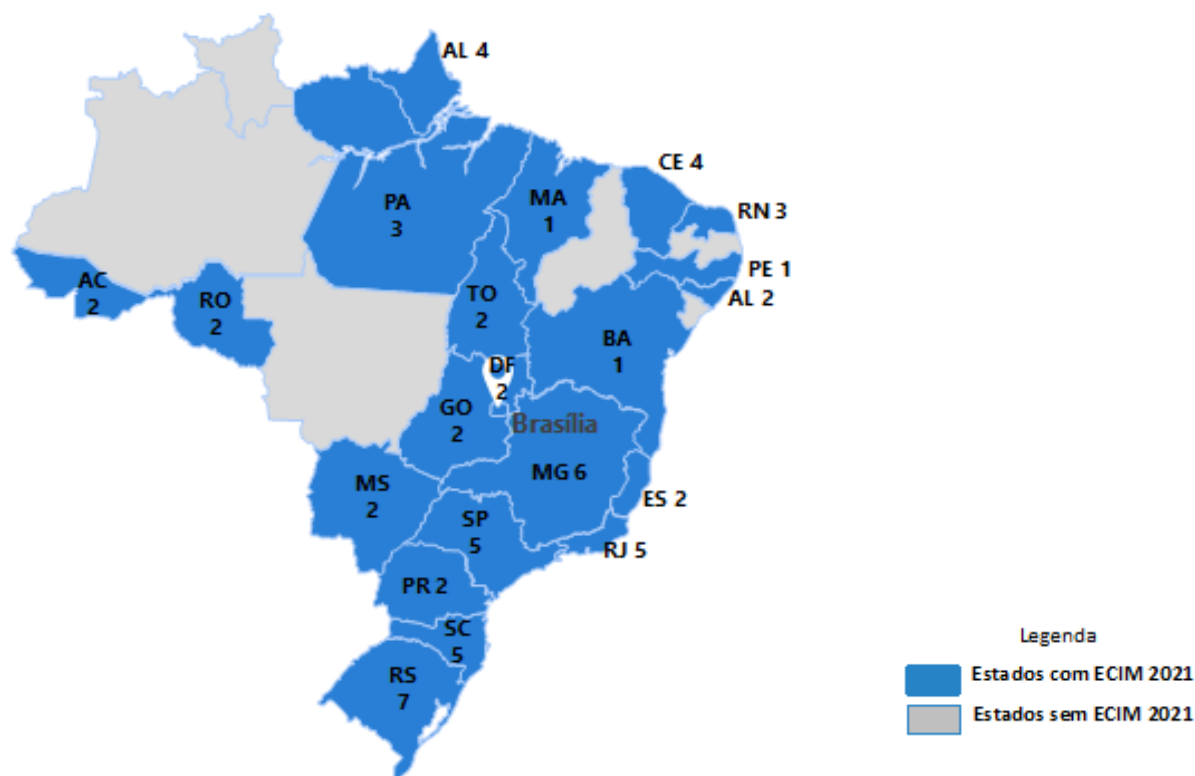 AL 4
CE 4
PA
3
MA
1
RN 3
PE 1
AC
2
RO
2
TO
2
AL 2
BA
1
DF
2
GO
2
Brasília
MG 6
MS
2
ES 2
SP
5
RJ 5
PR 2
SC
5
RS
7
Legenda
Estados com ECIM 2021
Estados sem ECIM 2021